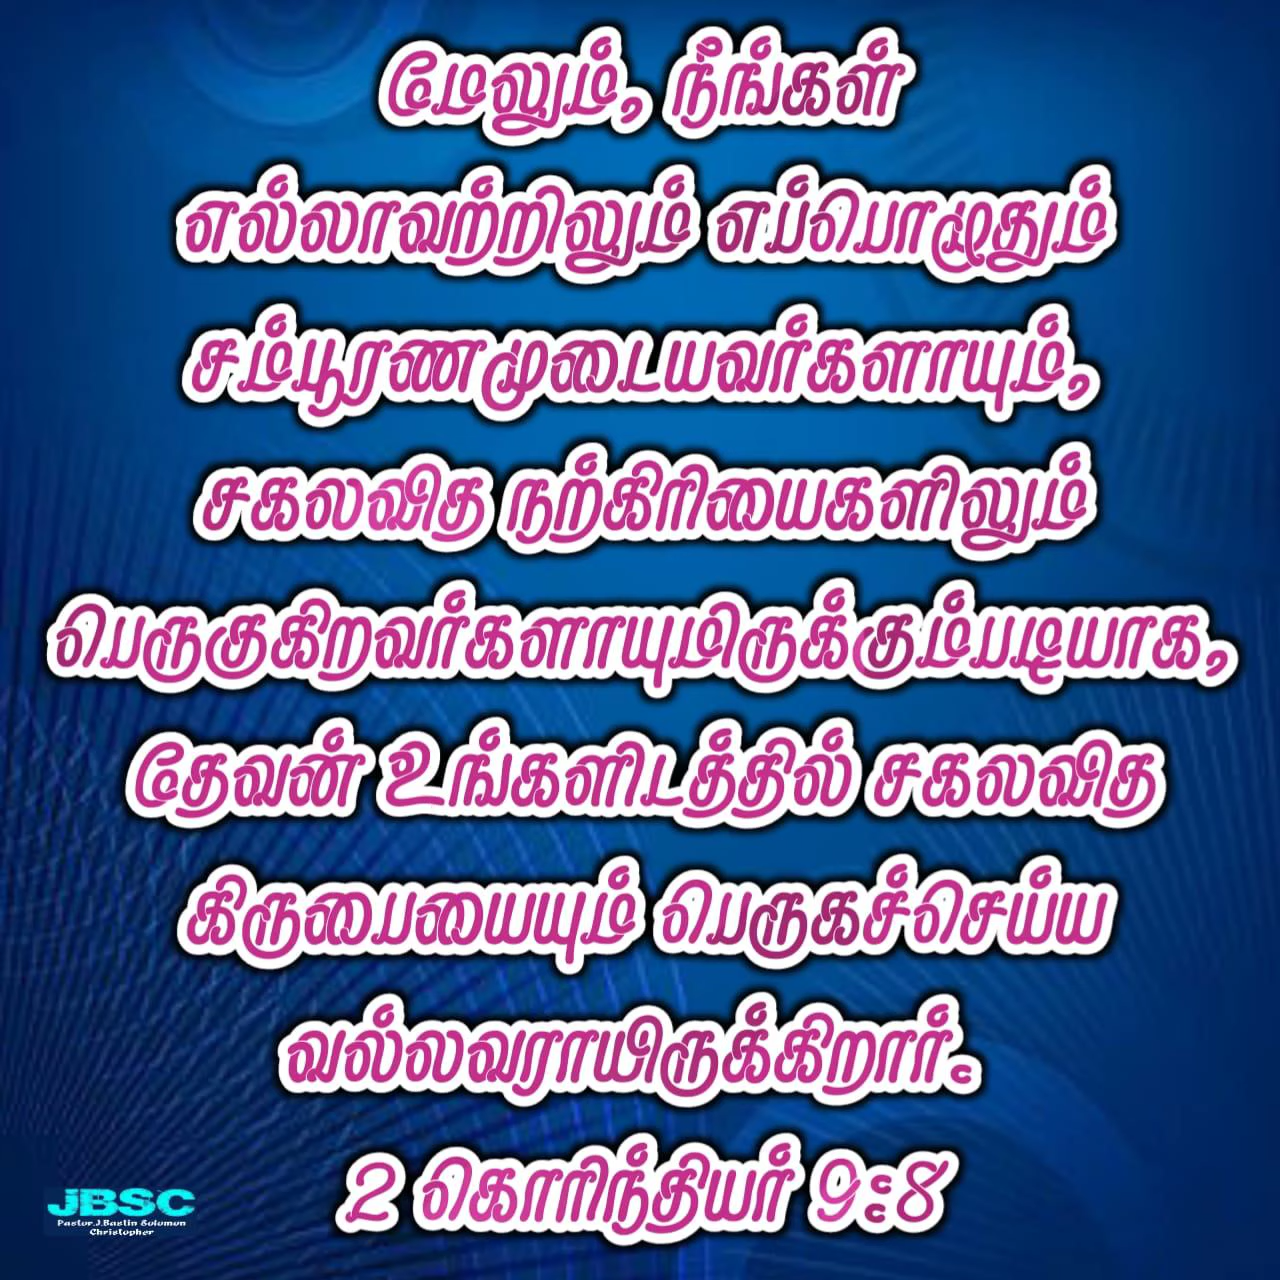 மேலும், நீங்கள்
எல்லாவற்றிலும் எப்பொழுதும்
சம்பூரணமுடையவர்களாயும்,
சகலவித நற்கிரியைகளிலும்
பெருகுகிறவர்களாயுமிருக்கும்படியாக,
தேவன் உங்களிடத்தில் சகலவித
கிருபையையும் பெருகச்செய்ய
வல்லவராயிருக்கிறார்.
2 கொரிந்தியர் 9:8
JBSC
Pastor.J.Bastin Solomon
Christopher